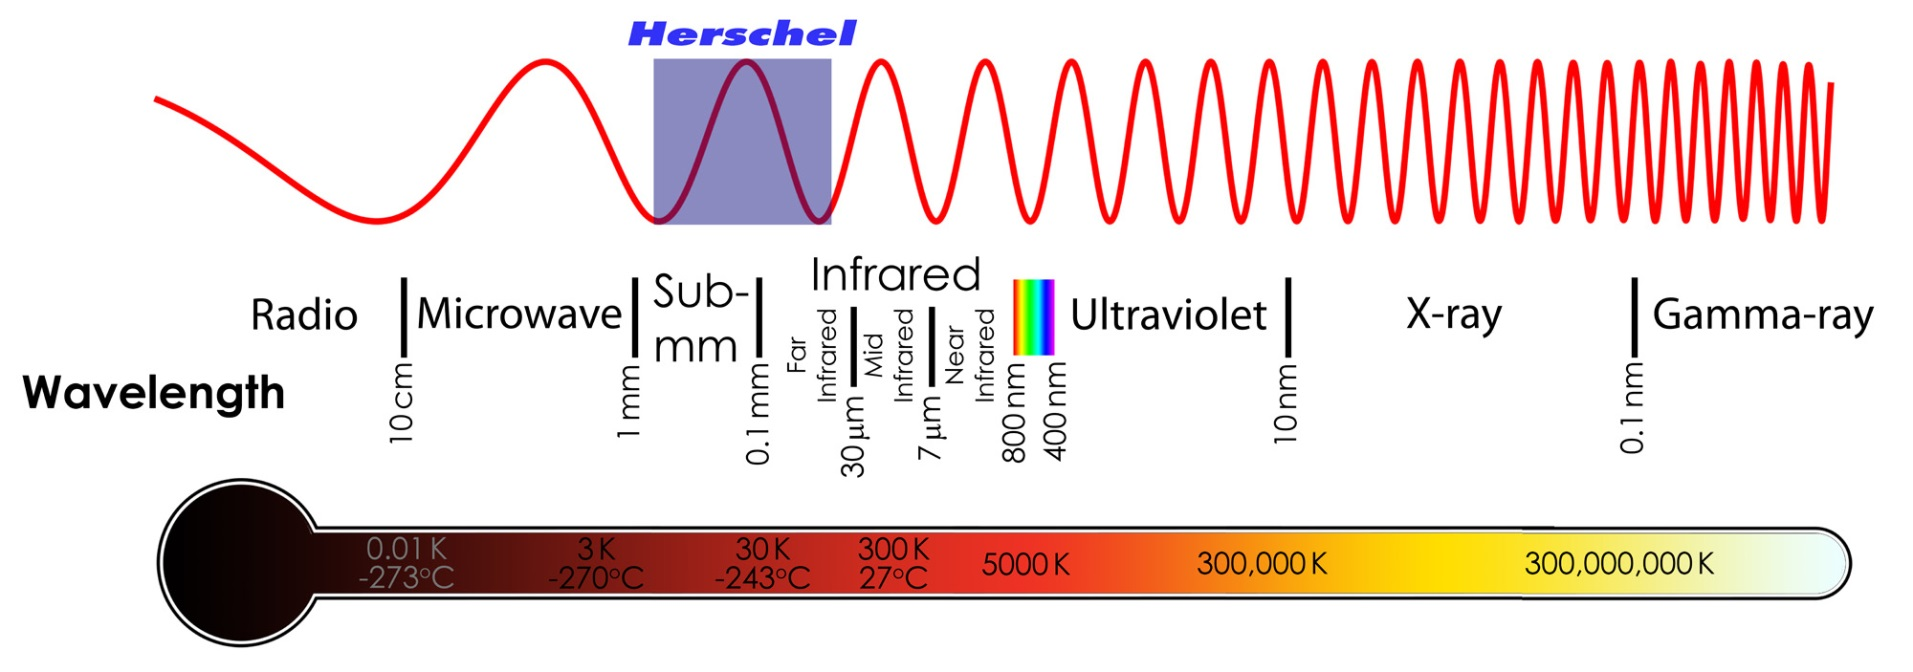 Herschel
Radio
Microwave
Sub-
mm
Infrared
Far
Infrared
Mid
Infrared
Near
Infrared
Ultraviolet
X-ray
Gamma-ray
Wavelength
10 cm
1 mm
0.1 mm
30 μm
7 μm
800 nm
400 nm
10 nm
0.1 nm
0.01 K
-273°C
3 K
-270°C
30 K
-243°C
300 K
27°C
5000 K
300,000 K
300,000,000 K